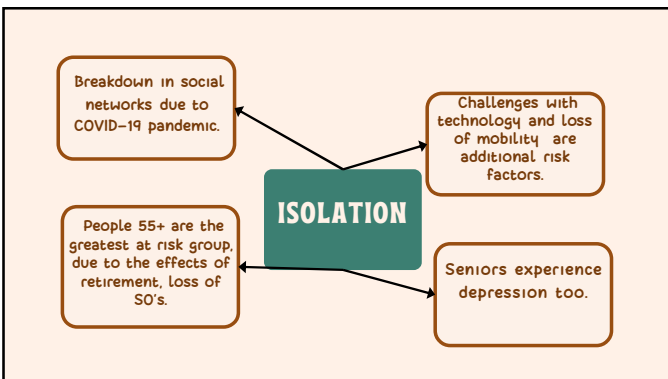 Breakdown in social
networks due to
COVID-19 pandemic.
Challenges with
technology and loss
of mobility are
additional risk
factors.
ISOLATION
People 55+ are the
greatest at risk group,
due to the effects of
retirement, loss of
SO's.
Seniors experience
depression too.